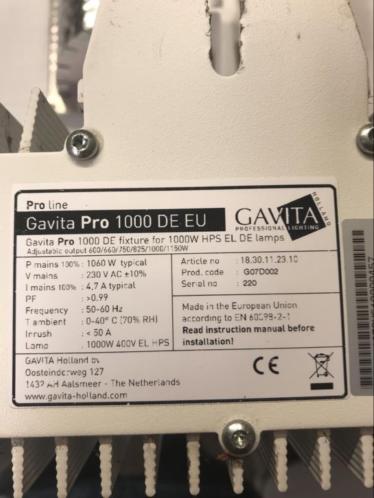 Pro line
Gavita Pro 1000 DE EU
GAVITA
HOLLAND
PROFESSIONAL LIGHTING
Gavita Pro 1000 DE fixture for 1000W HPS EL DE lamps
Adjustable output 600/660/750/825/1000/1150W
P mains 100% : 1060 W typical
V mains : 230 V AC ±10%
I mains 100% : 4,7 A typical
PF : >0.99
Frequency : 50-60 Hz
T ambient : 0-40° C (70% RH)
Inrush : < 50 A
Lamp : 1000W 400V EL HPS
Article no : 18.30.11.23.10
Prod. code : G07D002
Serial no : 220
Made in the European Union
according to EN 60598-2-1
Read instruction manual before
installation!
GAVITA Holland bv
Oosteinderweg 127
1432 AH Aalsmeer - The Netherlands
www.gavita-holland.com
CE